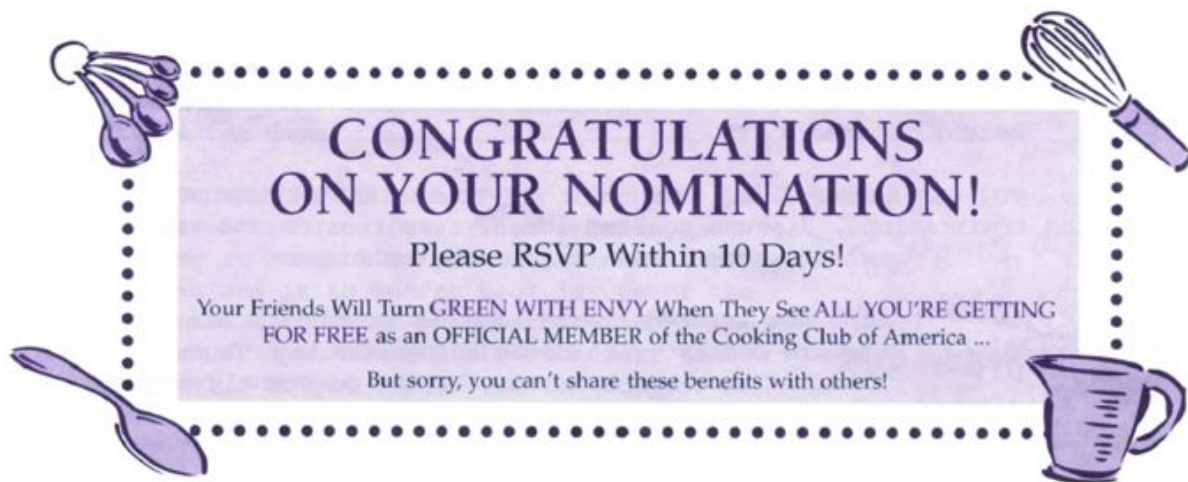 CONGRATULATIONS
ON YOUR NOMINATION!
Please RSVP Within 10 Days!
Your Friends Will Turn GREEN WITH ENVY When They See ALL YOU'RE GETTING
FOR FREE as an OFFICIAL MEMBER of the Cooking Club of America ...
But sorry, you can't share these benefits with others!